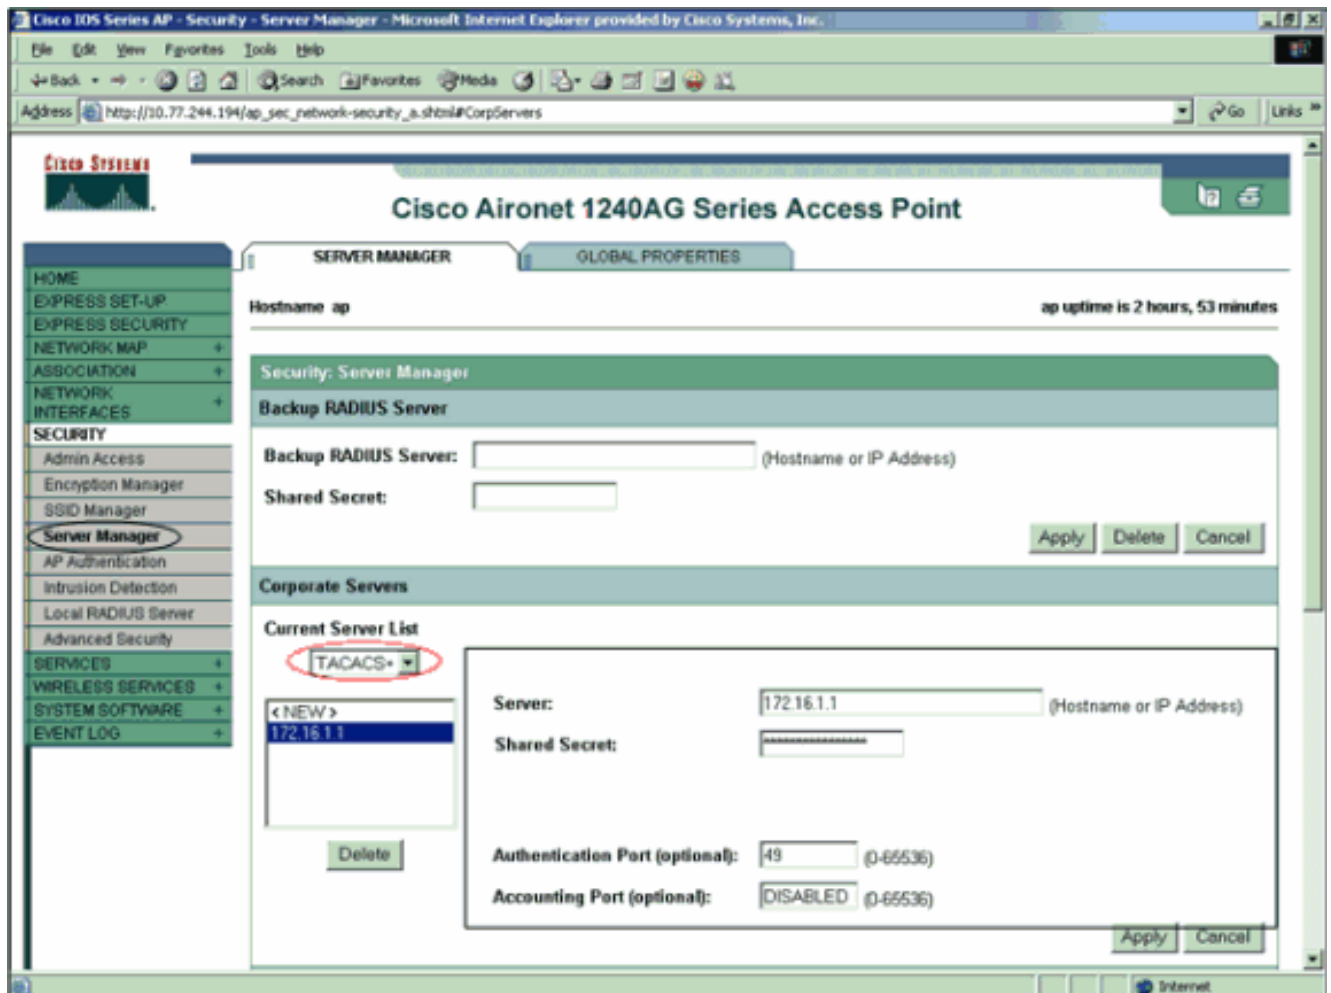 Cisco IOS Series AP - Security - Server Manager - Microsoft Internet Explorer provided by Cisco Systems, Inc.
File Edit View Favorites Tools Help
Back Search Favorites Media
Address http://10.77.244.194/ap_sec_network-security_a.shtml#CorpServers Go Links »
CISCO SYSTEMS
Cisco Aironet 1240AG Series Access Point
SERVER MANAGER GLOBAL PROPERTIES
HOME
EXPRESS SET-UP
EXPRESS SECURITY
NETWORK MAP +
ASSOCIATION +
NETWORK
INTERFACES +
SECURITY
Admin Access
Encryption Manager
SSID Manager
Server Manager
AP Authentication
Intrusion Detection
Local RADIUS Server
Advanced Security
SERVICES +
WIRELESS SERVICES +
SYSTEM SOFTWARE +
EVENT LOG +
Hostname ap ap uptime is 2 hours, 53 minutes
Security: Server Manager
Backup RADIUS Server
Backup RADIUS Server: (Hostname or IP Address)
Shared Secret:
Apply Delete Cancel
Corporate Servers
Current Server List
TACACS+
<NEW>
172.16.1.1
Delete
Server: 172.16.1.1 (Hostname or IP Address)
Shared Secret: ****************
Authentication Port (optional): 49 (0-65536)
Accounting Port (optional): DISABLED (0-65536)
Apply Cancel
Internet